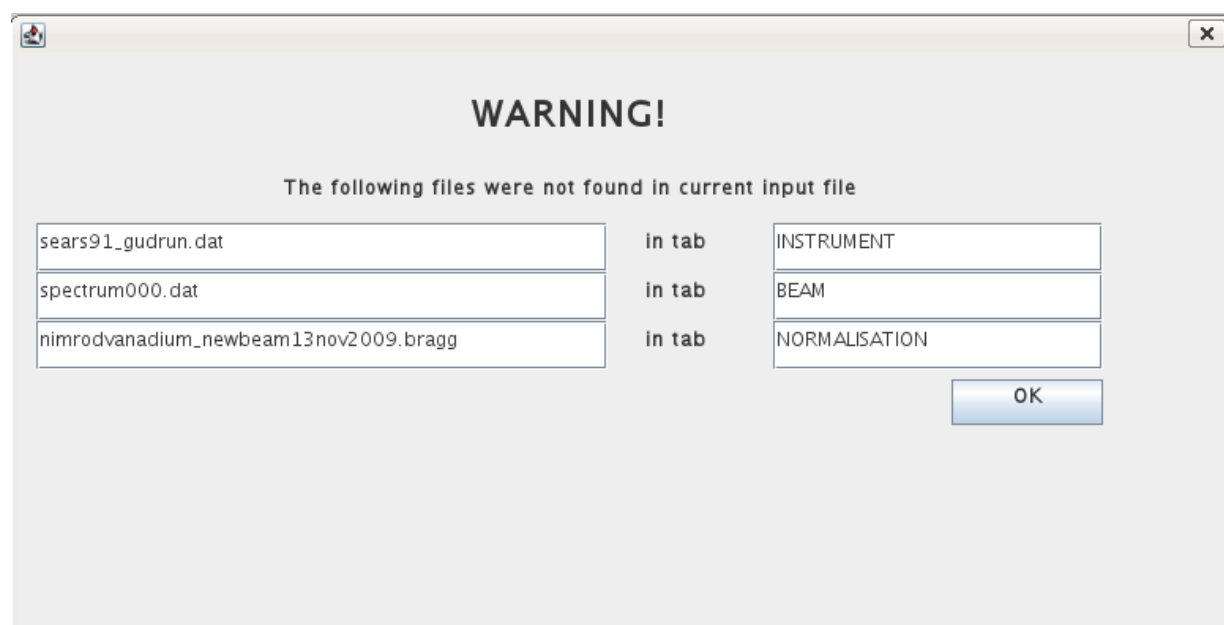 WARNING!
The following files were not found in current input file
sears91_gudrun.dat in tab INSTRUMENT
spectrum000.dat in tab BEAM
nimrodvanadium_newbeam13nov2009.bragg in tab NORMALISATION
OK